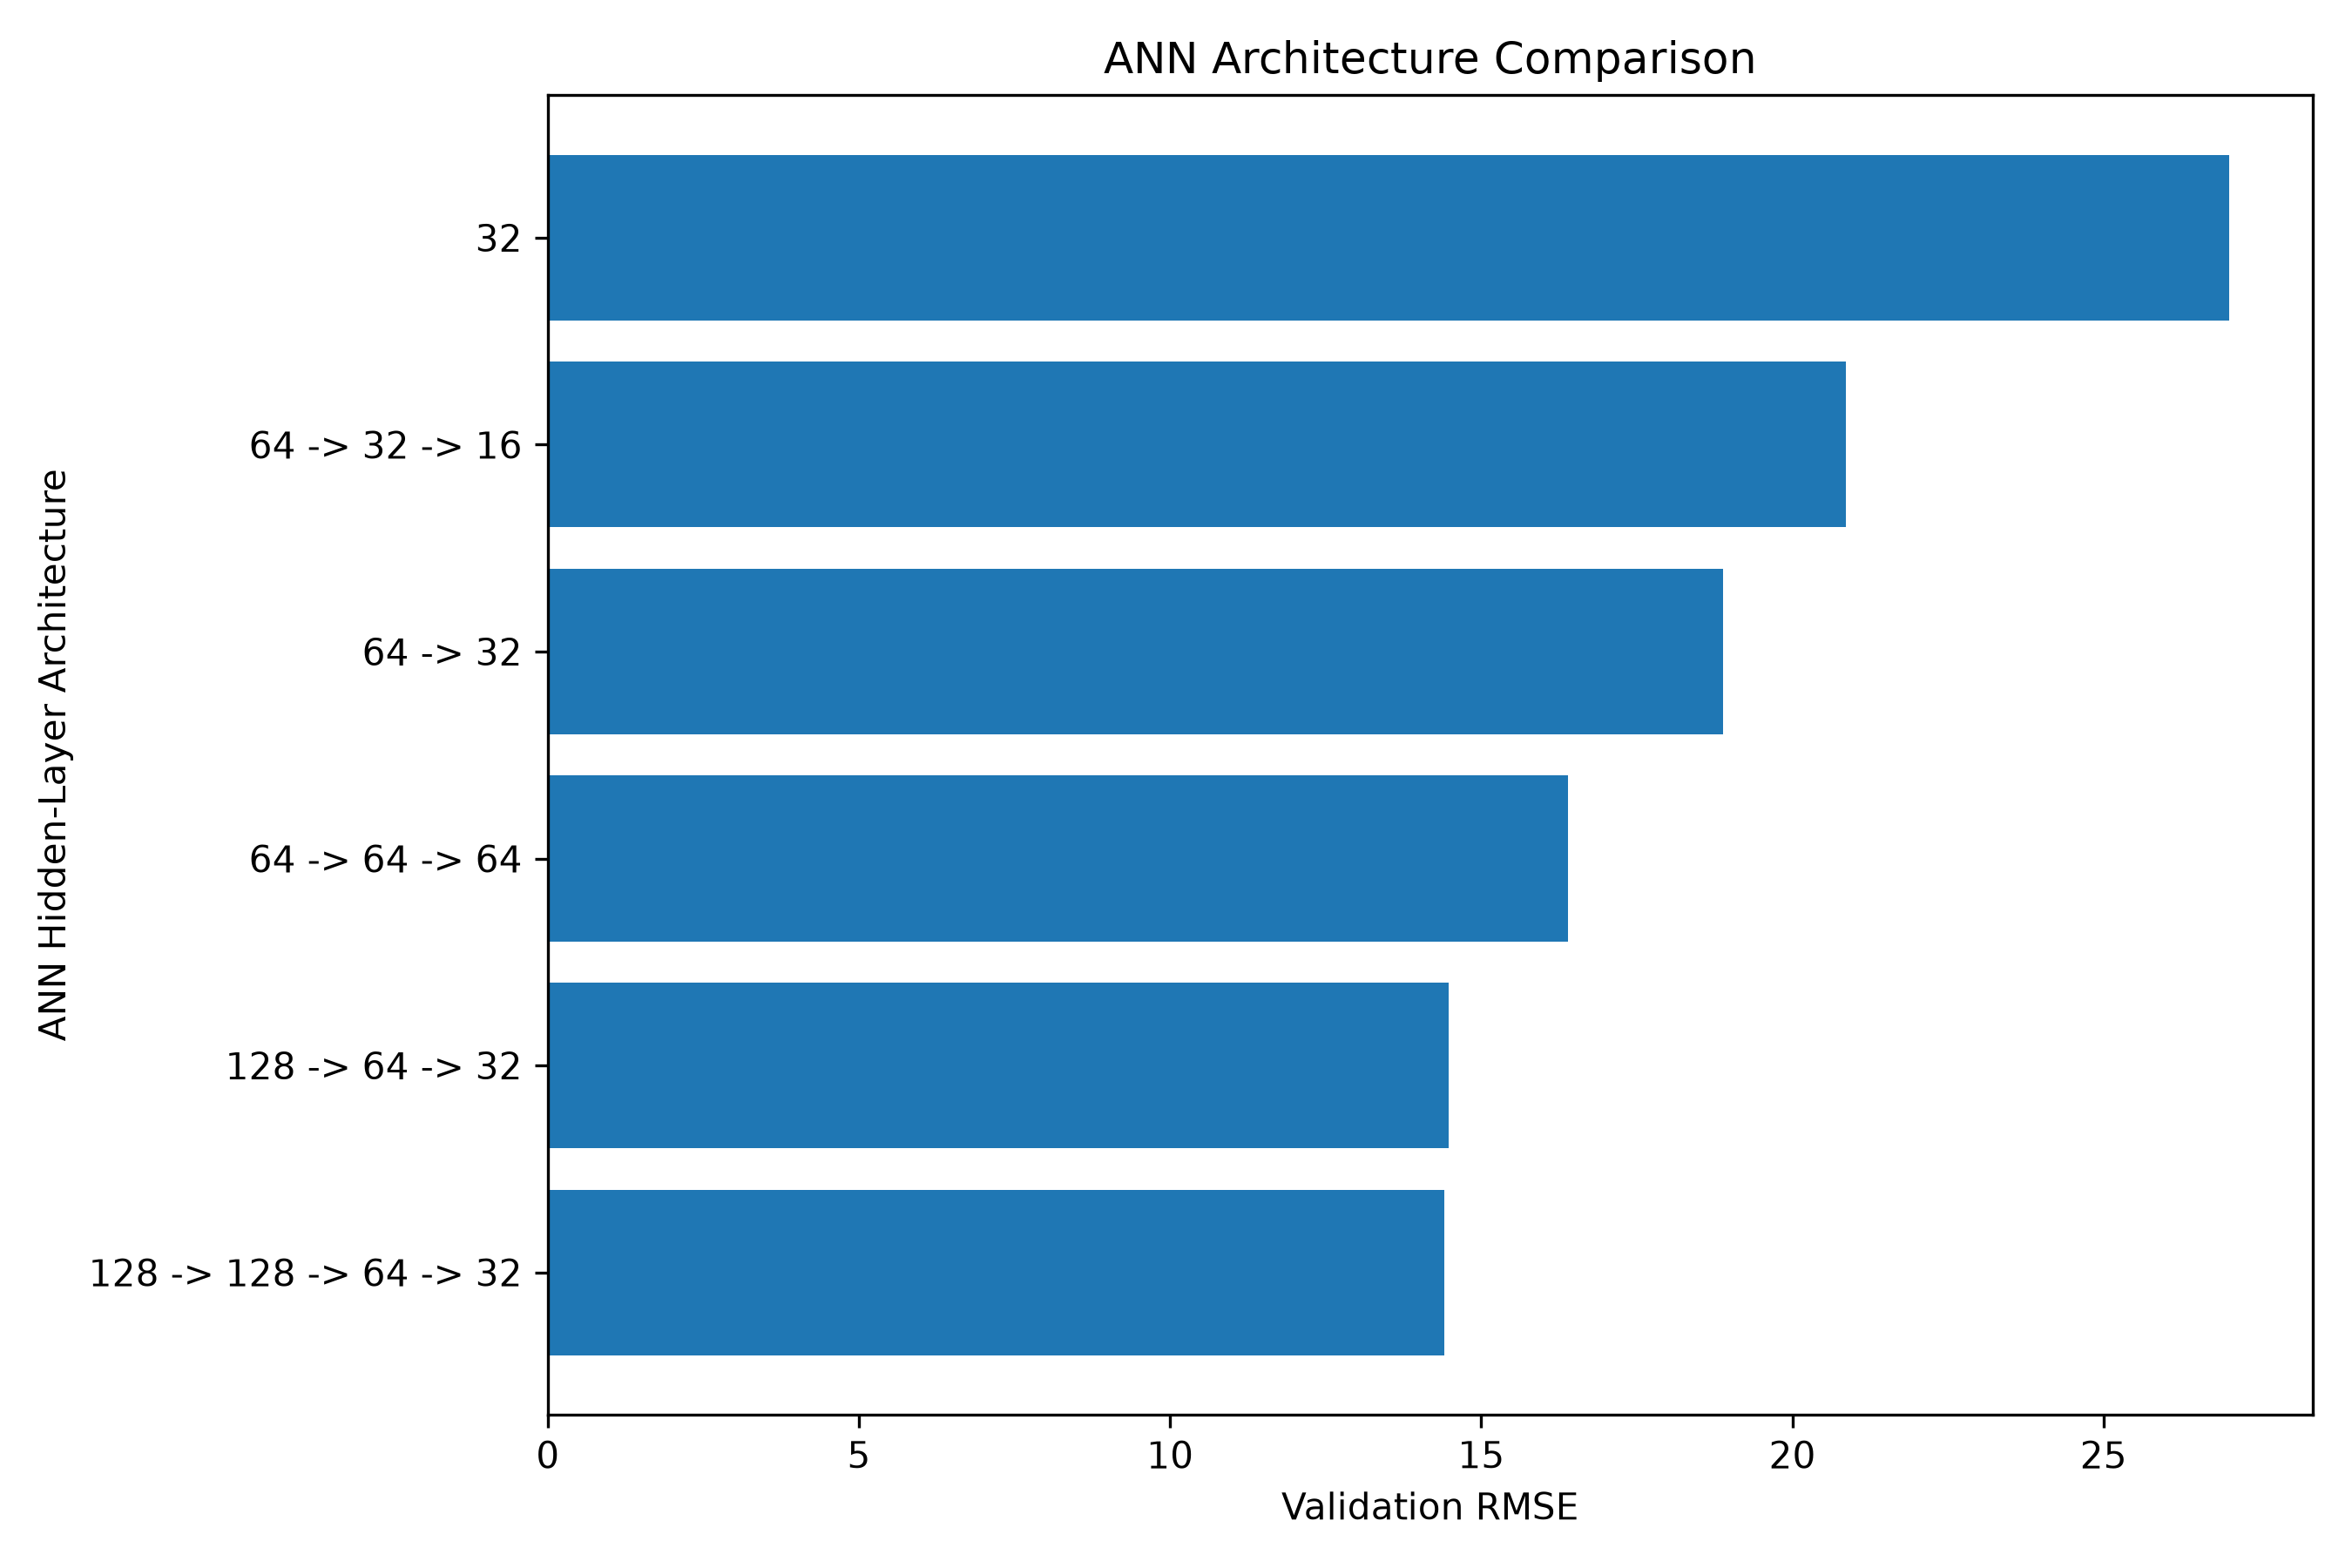 ANN Architecture Comparison
ANN Hidden-Layer Architecture
32
64 -> 32 -> 16
64 -> 32
64 -> 64 -> 64
128 -> 64 -> 32
128 -> 128 -> 64 -> 32
0 5 10 15 20 25
Validation RMSE